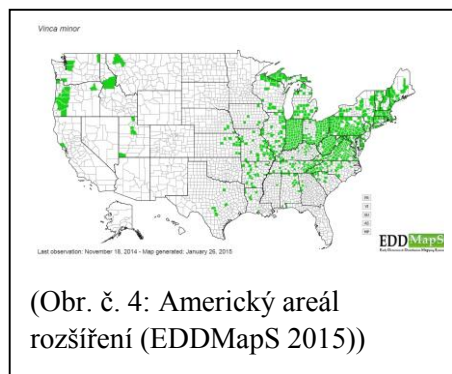 Vinca minor
Last observation: November 18, 2014 - Map generated: January 26, 2015
EDDMapS
(Obr. č. 4: Americký areál
rozšíření (EDDMapS 2015))